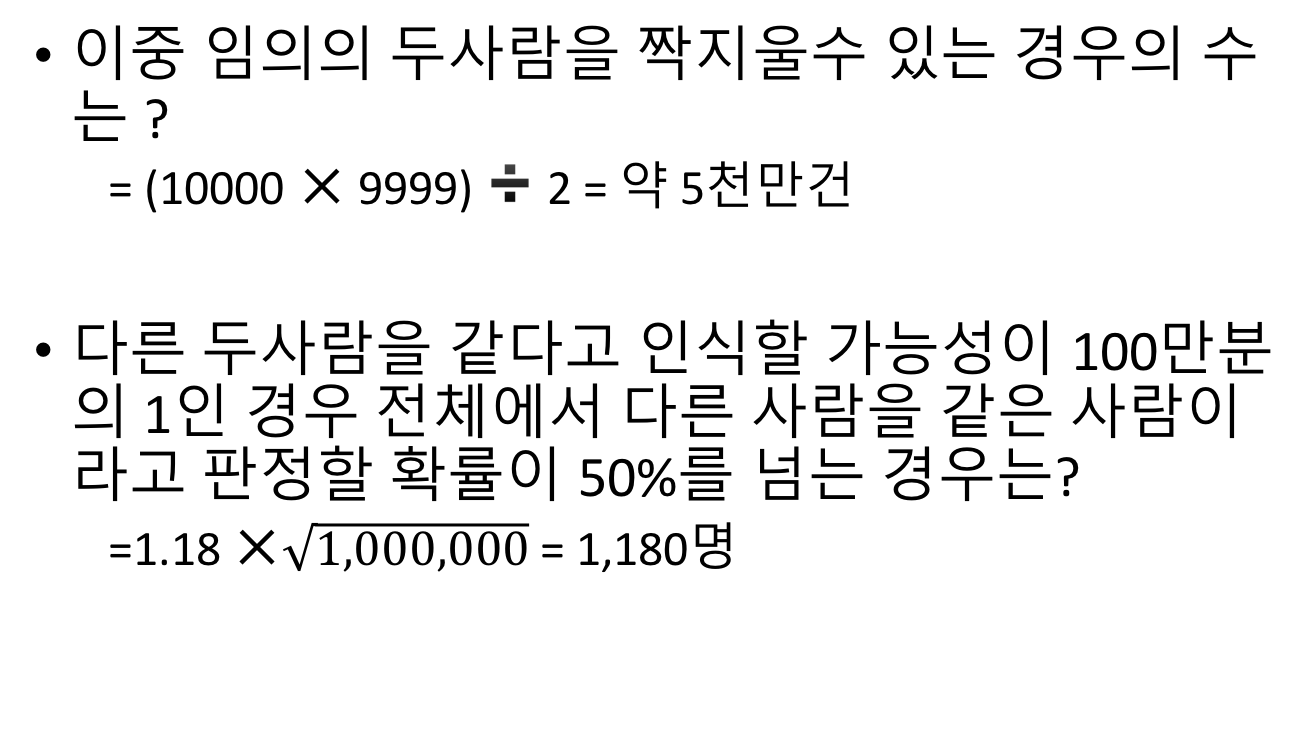 • 이중 임의의 두사람을 짝지울수 있는 경우의 수
는 ?
= (10000 × 9999) ÷ 2 = 약 5천만건
• 다른 두사람을 같다고 인식할 가능성이 100만분
의 1인 경우 전체에서 다른 사람을 같은 사람이
라고 판정할 확률이 50%를 넘는 경우는?
=1.18 ×√1,000,000 = 1,180명